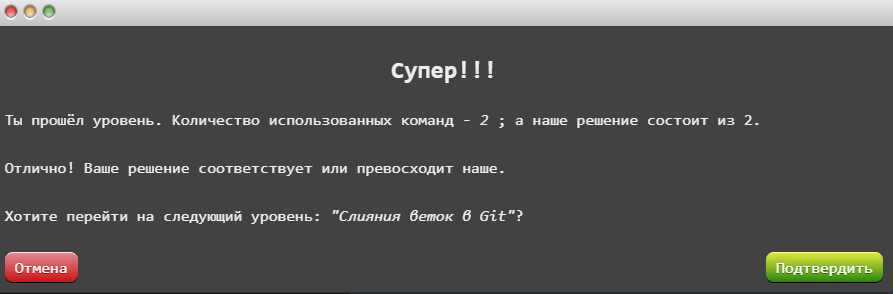 Супер!!!
Ты прошёл уровень. Количество использованных команд - 2 ; а наше решение состоит из 2.
Отлично! Ваше решение соответствует или превосходит наше.
Хотите перейти на следующий уровень: "Слияния веток в Git"?
Отмена
Подтвердить